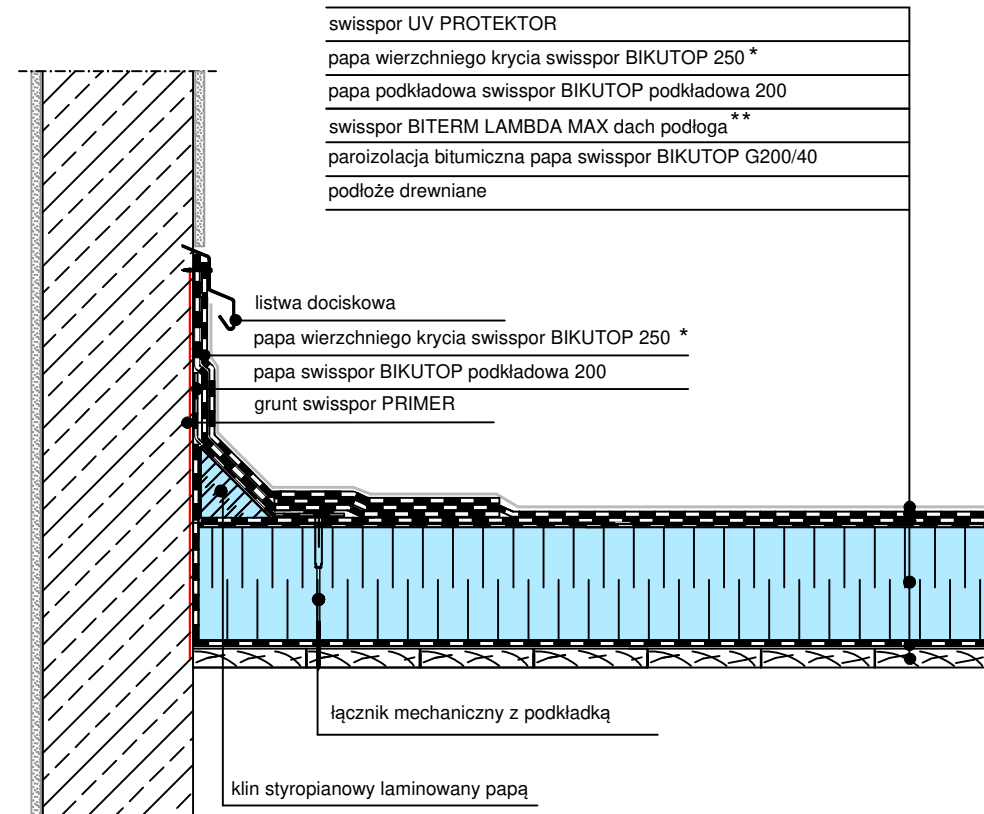 swisspor UV PROTEKTOR
papa wierzchniego krycia swisspor BIKUTOP 250 *
papa podkładowa swisspor BIKUTOP podkładowa 200
swisspor BITERM LAMBDA MAX dach podłoga **
paroizolacja bitumiczna papa swisspor BIKUTOP G200/40
podłoże drewniane
listwa dociskowa
papa wierzchniego krycia swisspor BIKUTOP 250 *
papa swisspor BIKUTOP podkładowa 200
grunt swisspor PRIMER
łącznik mechaniczny z podkładką
klin styropianowy laminowany papą